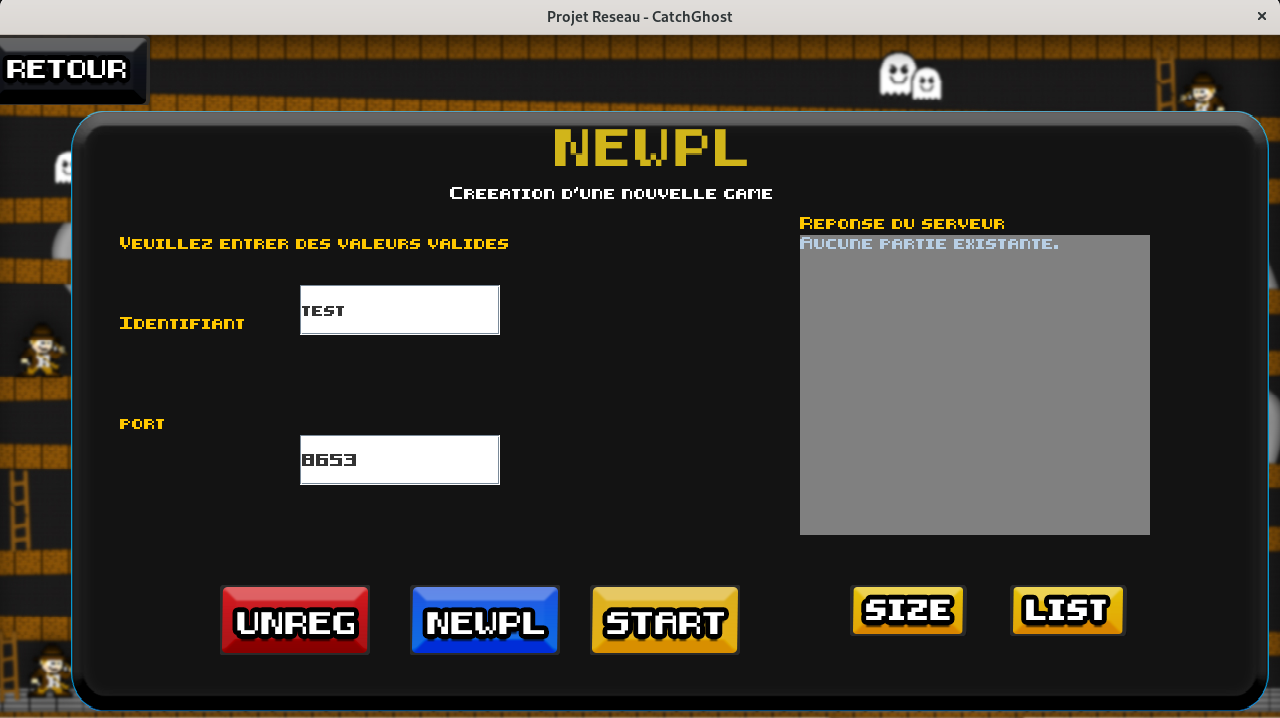 Projet Reseau - CatchGhost
RETOUR
NEWPL
Creeation d'une nouvelle game
Reponse du serveur
Veuillez entrer des valeurs valides
Aucune partie existante.
Identifiant
test
port
8653
UNREG
NEWPL
START
SIZE
LIST